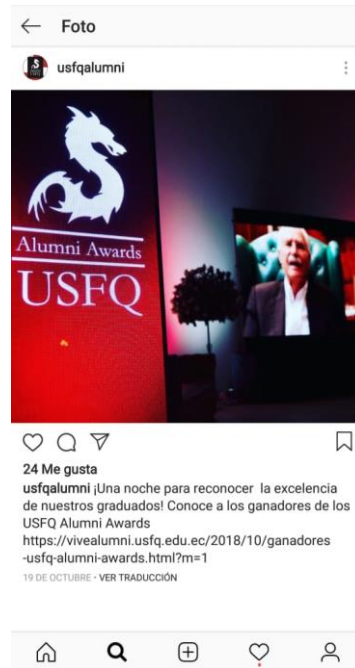 Foto
usfqalumni
Alumni Awards
USFQ
24 Me gusta
usfqalumni ¡Una noche para reconocer la excelencia
de nuestros graduados! Conoce a los ganadores de los
USFQ Alumni Awards
https://vivealumni.usfq.edu.ec/2018/10/ganadores
-usfq-alumni-awards.html?m=1
19 DE OCTUBRE • VER TRADUCCIÓN